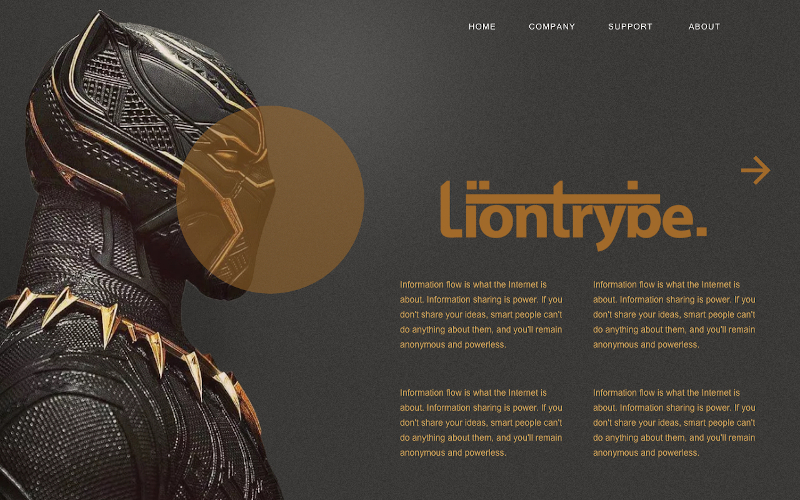 HOME COMPANY SUPPORT ABOUT
liontrybe.
Information flow is what the Internet is
about. Information sharing is power. If you
don't share your ideas, smart people can't
do anything about them, and you'll remain
anonymous and powerless.
Information flow is what the Internet is
about. Information sharing is power. If you
don't share your ideas, smart people can't
do anything about them, and you'll remain
anonymous and powerless.
Information flow is what the Internet is
about. Information sharing is power. If you
don't share your ideas, smart people can't
do anything about them, and you'll remain
anonymous and powerless.
Information flow is what the Internet is
about. Information sharing is power. If you
don't share your ideas, smart people can't
do anything about them, and you'll remain
anonymous and powerless.